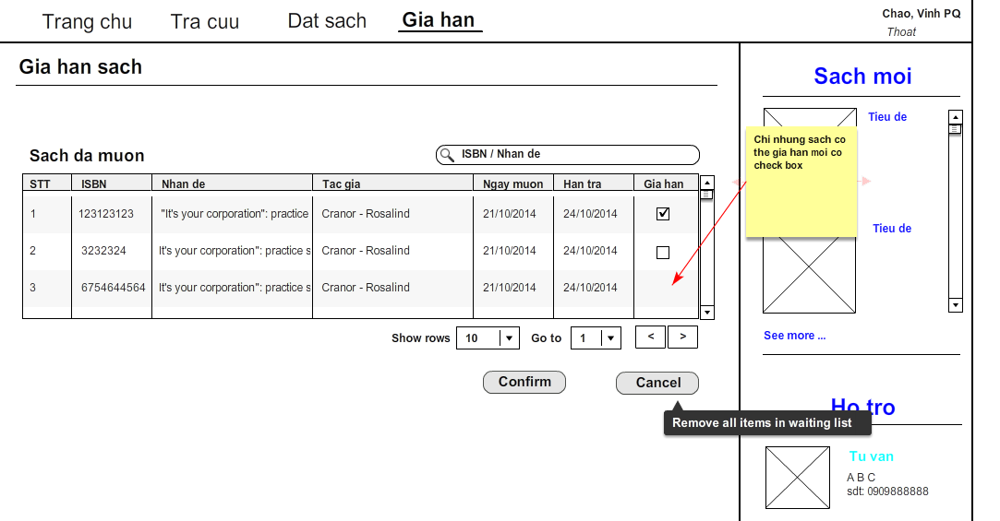 Trang chu Tra cuu Dat sach Gia han
Chao, Vinh PQ
Thoat
Gia han sach
Sach da muon
ISBN / Nhan de
STT ISBN Nhan de Tac gia Ngay muon Han tra Gia han
1 123123123 "It's your corporation": practice Cranor - Rosalind 21/10/2014 24/10/2014
2 3232324 It's your corporation": practice s Cranor - Rosalind 21/10/2014 24/10/2014
3 6754644564 It's your corporation": practice s Cranor - Rosalind 21/10/2014 24/10/2014
Show rows 10 Go to 1 < >
Confirm Cancel
Remove all items in waiting list
Sach moi
Tieu de
Chi nhung sach co
the gia han moi co
check box
Tieu de
See more ...
Ho tro
Tu van
A B C
sdt: 0909888888